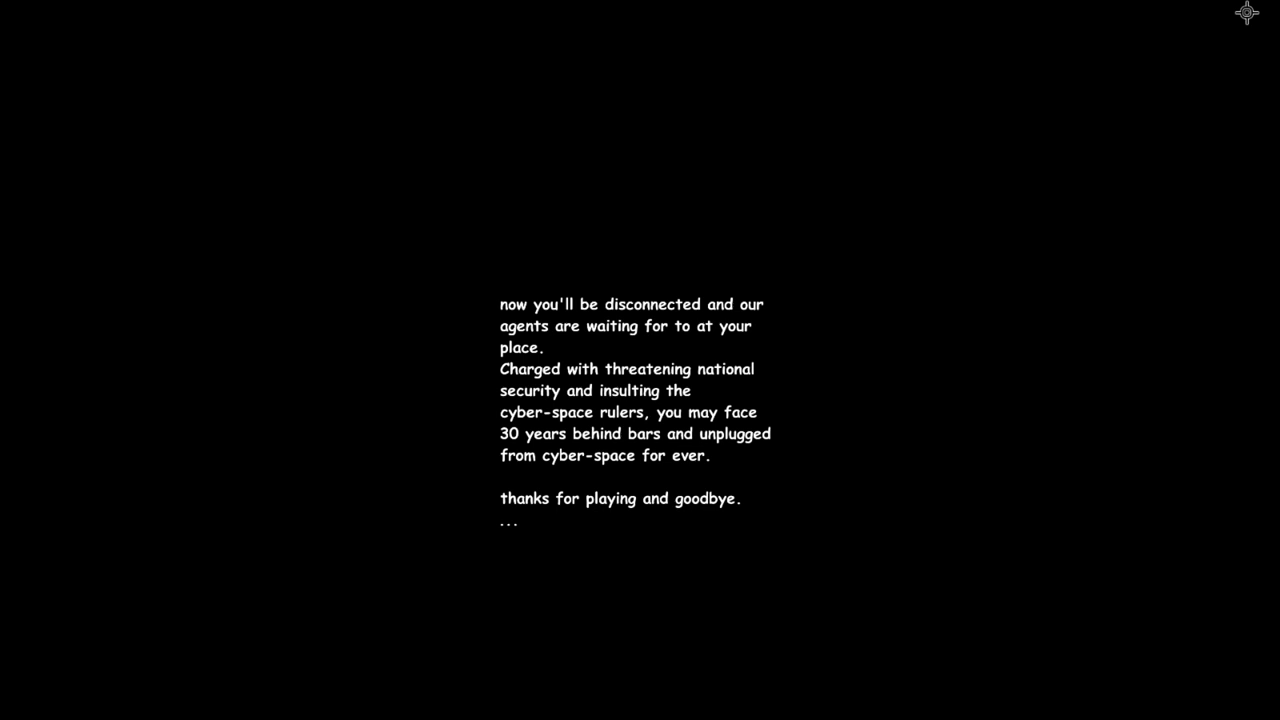 now you'll be disconnected and our
agents are waiting for to at your
place.
Charged with threatening national
security and insulting the
cyber-space rulers, you may face
30 years behind bars and unplugged
from cyber-space for ever.
thanks for playing and goodbye.
...